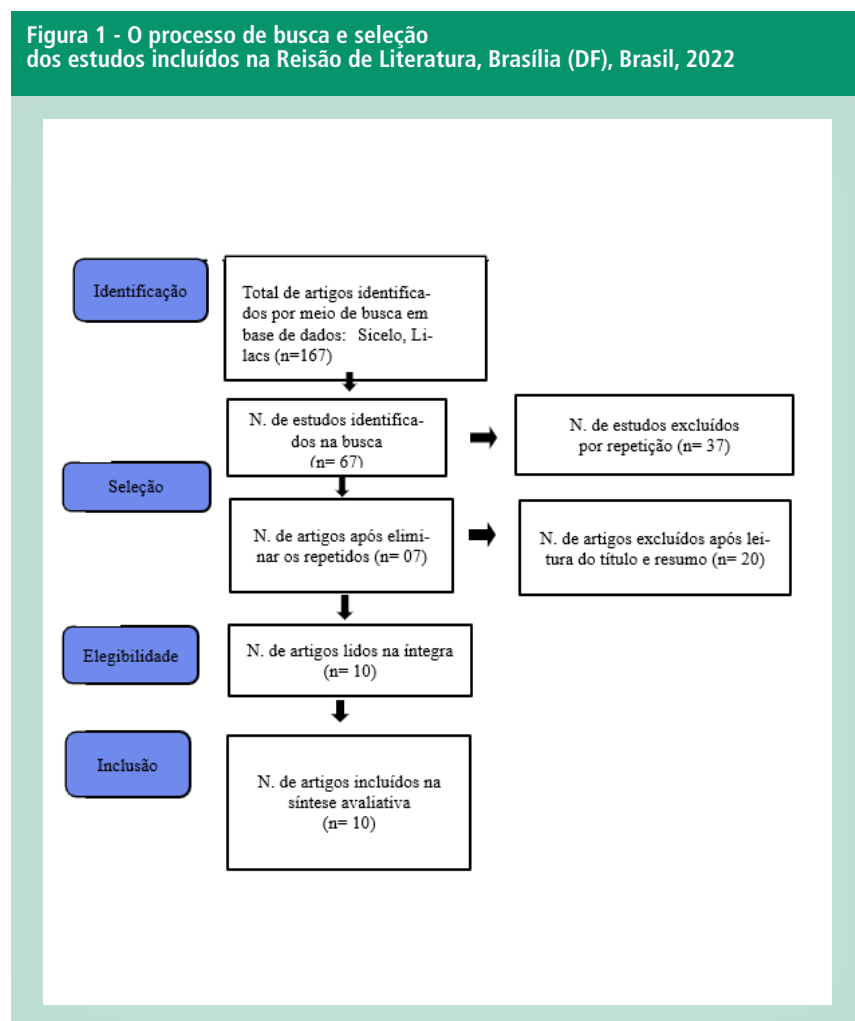 Figura 1 - O processo de busca e seleção
dos estudos incluídos na Reisão de Literatura, Brasília (DF), Brasil, 2022
Identificação
Total de artigos identifica-
dos por meio de busca em
base de dados: Sicelo, Li-
lacs (n=167)
N. de estudos identifica-
dos na busca
(n= 67)
N. de estudos excluídos
por repetição (n= 37)
Seleção
N. de artigos após elimi-
nar os repetidos (n= 07)
N. de artigos excluídos após lei-
tura do título e resumo (n= 20)
Elegibilidade
N. de artigos lidos na íntegra
(n= 10)
Inclusão
N. de artigos incluídos na
síntese avaliativa
(n= 10)